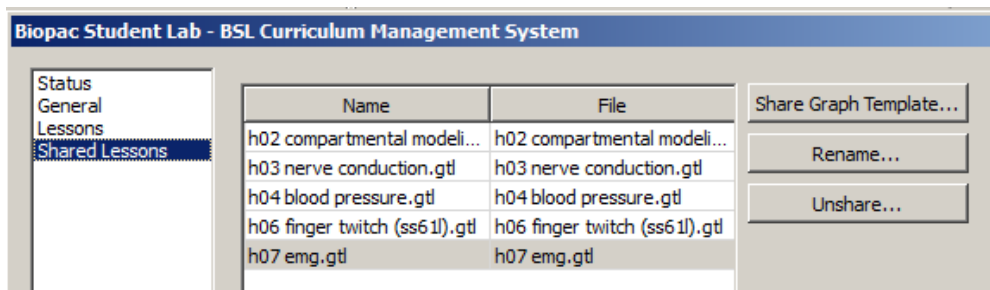 Biopac Student Lab - BSL Curriculum Management System
Status
General
Lessons
Shared Lessons
Name File
h02 compartmental modeli... h02 compartmental modeli...
h03 nerve conduction.gtl h03 nerve conduction.gtl
h04 blood pressure.gtl h04 blood pressure.gtl
h06 finger twitch (ss61l).gtl h06 finger twitch (ss61l).gtl
h07 emg.gtl h07 emg.gtl
Share Graph Template...
Rename...
Unshare...